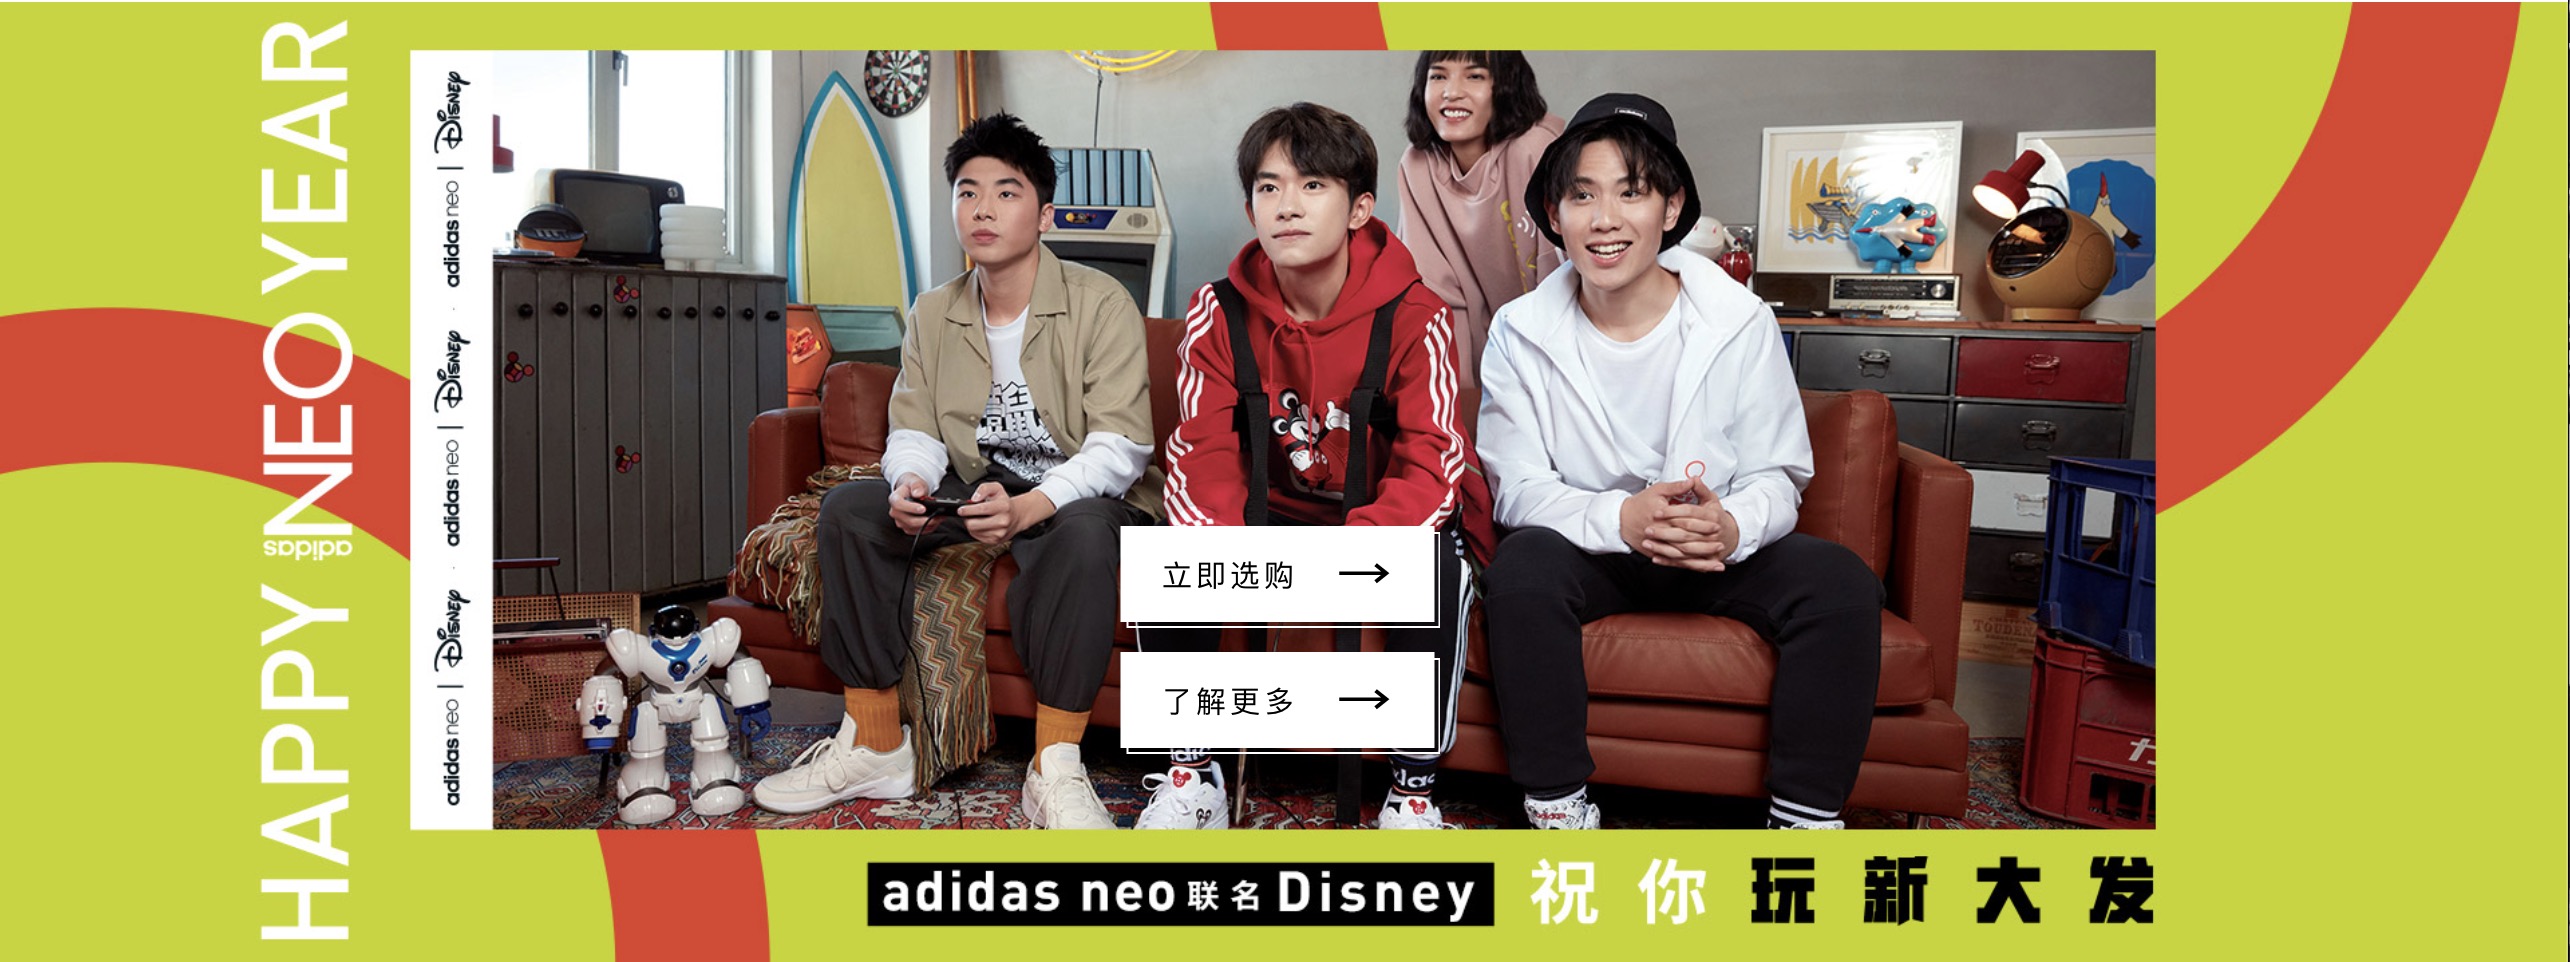 HAPPY adidas NEO YEAR
adidas neo | Disney · adidas neo | Disney · adidas neo | Disney
立即选购 →
了解更多 →
adidas neo 联名 Disney 祝你玩新大发